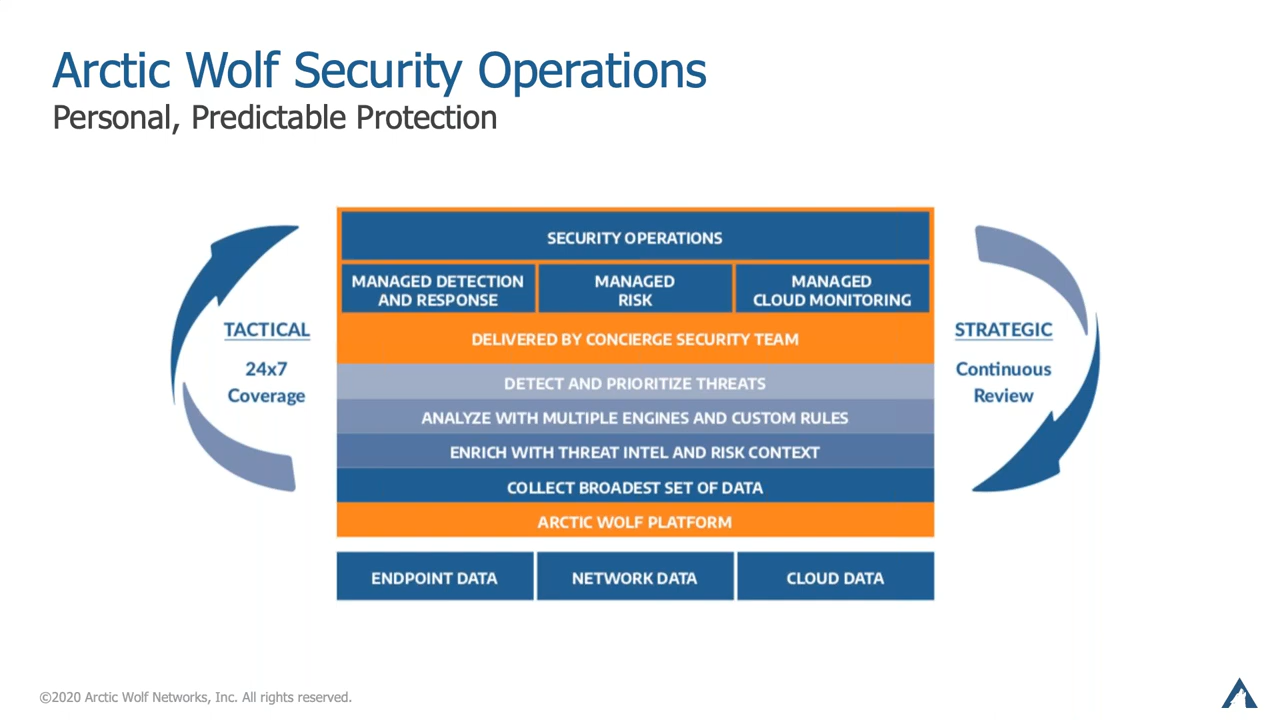 Arctic Wolf Security Operations
Personal, Predictable Protection
SECURITY OPERATIONS
MANAGED DETECTION
AND RESPONSE
MANAGED
RISK
MANAGED
CLOUD MONITORING
DELIVERED BY CONCIERGE SECURITY TEAM
DETECT AND PRIORITIZE THREATS
ANALYZE WITH MULTIPLE ENGINES AND CUSTOM RULES
ENRICH WITH THREAT INTEL AND RISK CONTEXT
COLLECT BROADEST SET OF DATA
ARCTIC WOLF PLATFORM
ENDPOINT DATA
NETWORK DATA
CLOUD DATA
TACTICAL
24x7
Coverage
STRATEGIC
Continuous
Review
©2020 Arctic Wolf Networks, Inc. All rights reserved.